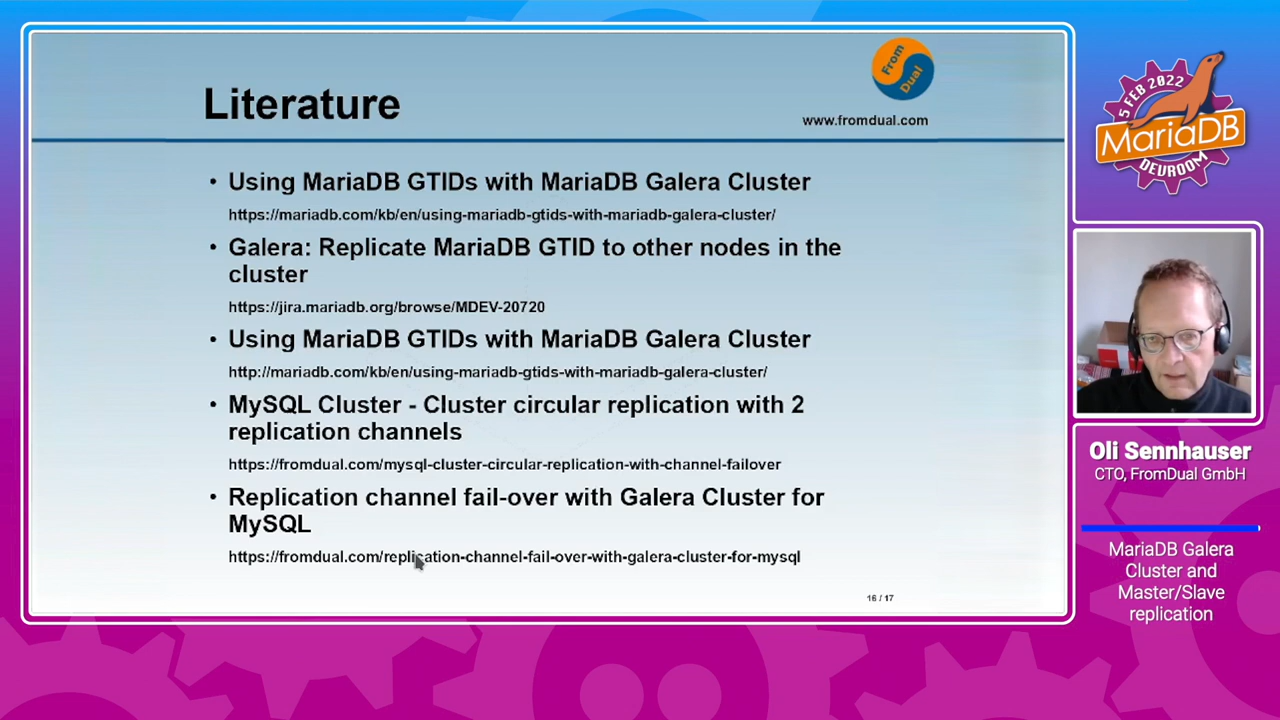 Literature
From
Dual
www.fromdual.com
• Using MariaDB GTIDs with MariaDB Galera Cluster
https://mariadb.com/kb/en/using-mariadb-gtids-with-mariadb-galera-cluster/
• Galera: Replicate MariaDB GTID to other nodes in the
cluster
https://jira.mariadb.org/browse/MDEV-20720
• Using MariaDB GTIDs with MariaDB Galera Cluster
http://mariadb.com/kb/en/using-mariadb-gtids-with-mariadb-galera-cluster/
• MySQL Cluster - Cluster circular replication with 2
replication channels
https://fromdual.com/mysql-cluster-circular-replication-with-channel-failover
• Replication channel fail-over with Galera Cluster for
MySQL
https://fromdual.com/replication-channel-fail-over-with-galera-cluster-for-mysql
16 / 17
5 FEB 2022
MariaDB
DEVROOM
Oli Sennhauser
CTO, FromDual GmbH
MariaDB Galera
Cluster and
Master/Slave
replication